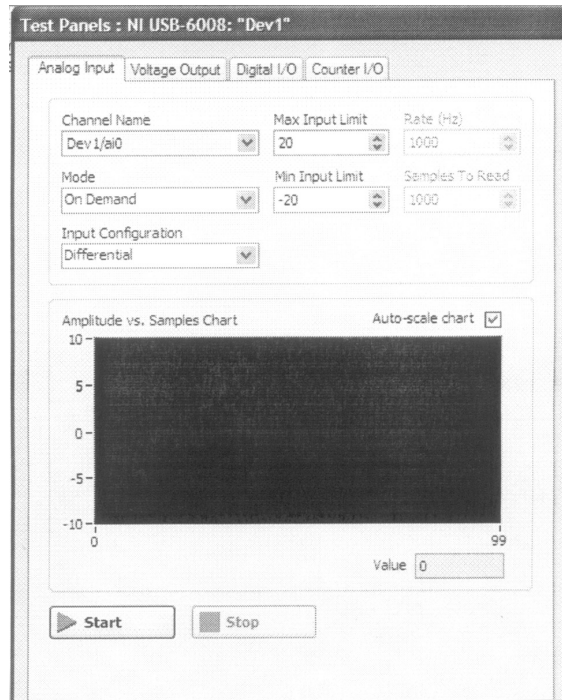 Test Panels : NI USB-6008: "Dev1"
Analog Input Voltage Output Digital I/O Counter I/O
Channel Name Max Input Limit Rate (Hz)
Dev1/ai0 20 1000
Mode Min Input Limit Samples To Read
On Demand -20 1000
Input Configuration
Differential
Amplitude vs. Samples Chart Auto-scale chart
10
5
0
-5
-10
0 99
Value 0
Start Stop